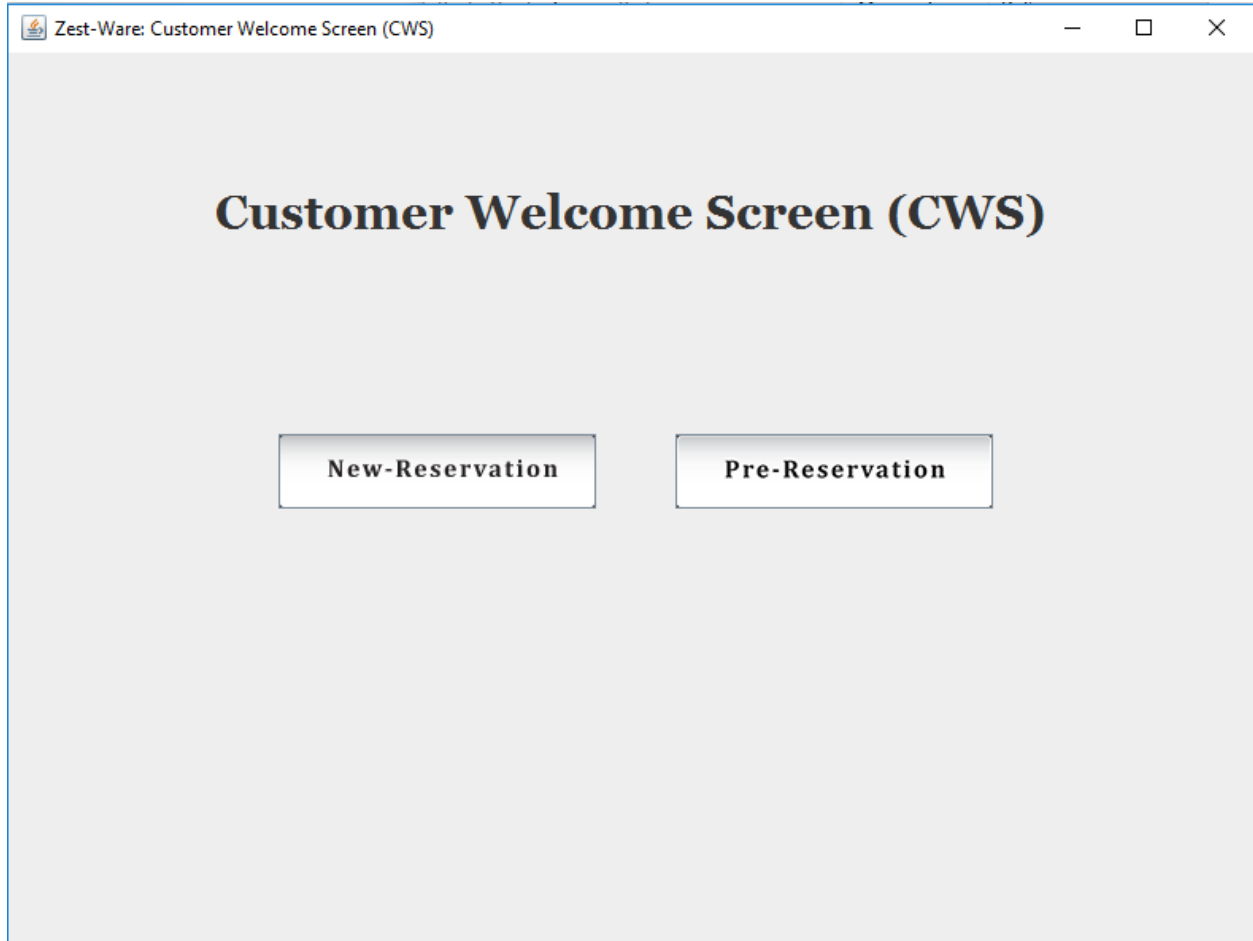 Zest-Ware: Customer Welcome Screen (CWS)
Customer Welcome Screen (CWS)
New-Reservation
Pre-Reservation